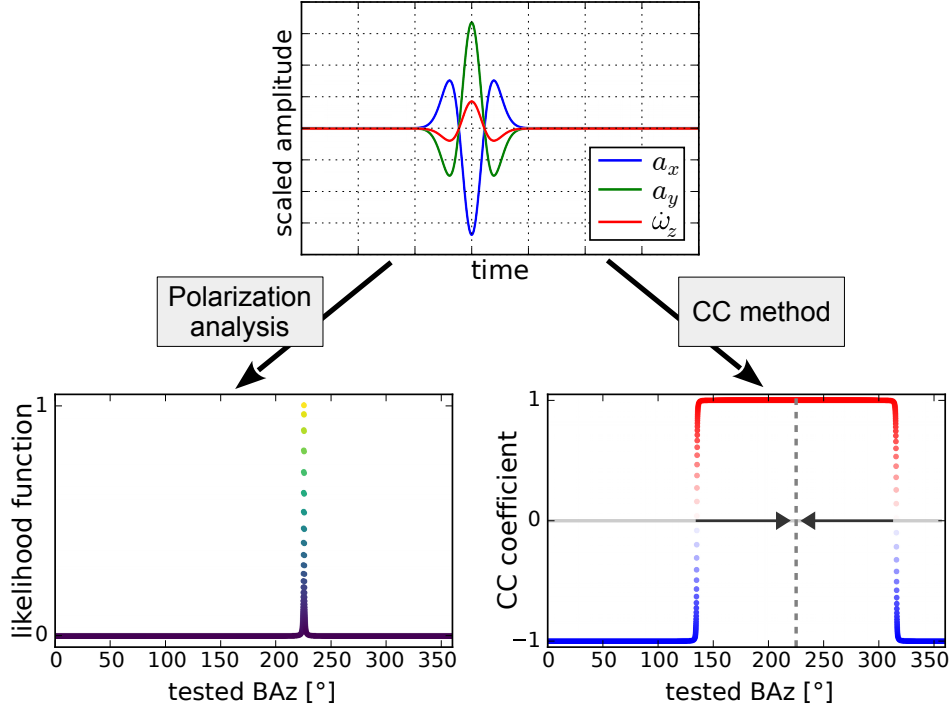 scaled amplitude
a_x
a_y
ω̇_z
time
Polarization
analysis
CC method
likelihood function
1
0
0 50 100 150 200 250 300 350
tested BAz [°]
CC coefficient
1
0
−1
0 50 100 150 200 250 300 350
tested BAz [°]